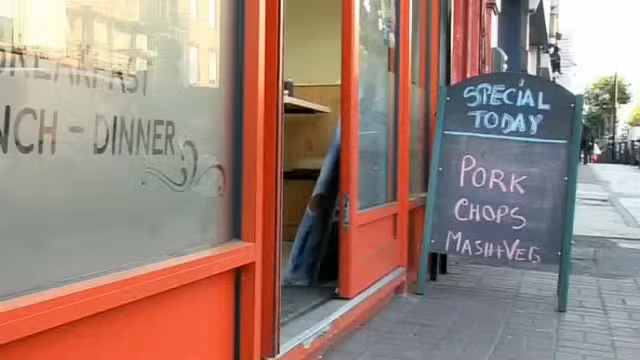 BREAKFAST
NCH - DINNER
SPECIAL
TODAY
PORK
CHOPS
MASH+VEG